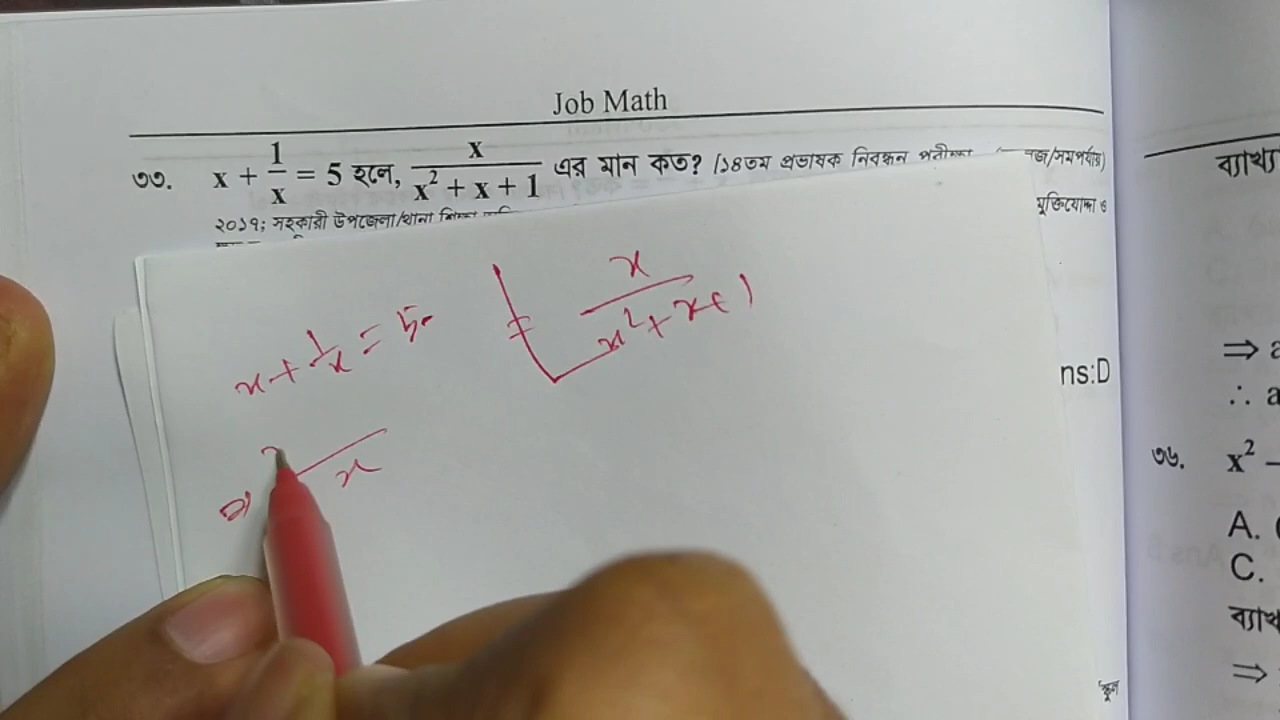 Job Math
৩৩. x + 1/x = 5 হলে, x/(x² + x + 1) এর মান কত? [১৪তম প্রভাষক নিবন্ধন পরীক্ষা
২০১৭; সহকারী উপজেলা/থানা
মুক্তিযোদ্ধা ও
x + 1/x = 5
x/(x² + x + 1)
বা
x
ns:D
স্কুল
ব্যাখ্যা
⇒ a
∴ a
৩৬. x² –
A.
C.
ব্যাখ্
⇒